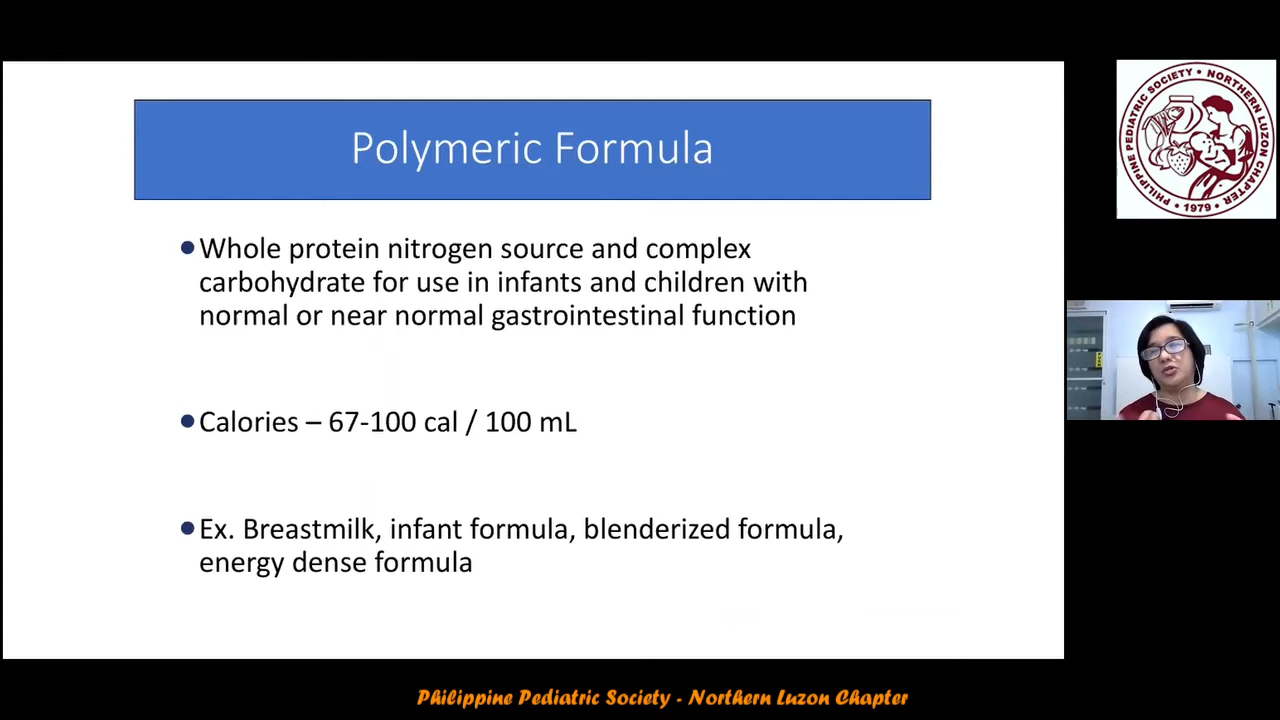 Polymeric Formula
Whole protein nitrogen source and complex
carbohydrate for use in infants and children with
normal or near normal gastrointestinal function
Calories – 67-100 cal / 100 mL
Ex. Breastmilk, infant formula, blenderized formula,
energy dense formula
PHILIPPINE PEDIATRIC SOCIETY • NORTHERN LUZON CHAPTER
• 1979 •
Philippine Pediatric Society - Northern Luzon Chapter